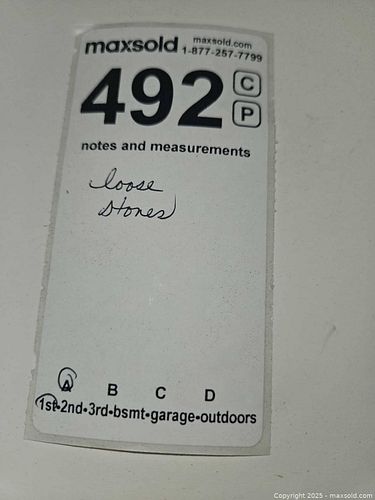 maxsold maxsold.com
1-877-257-7799
492 C
P
notes and measurements
loose
stones
A B C D
1st•2nd•3rd•bsmt•garage•outdoors
Copyright 2025 - maxsold.com